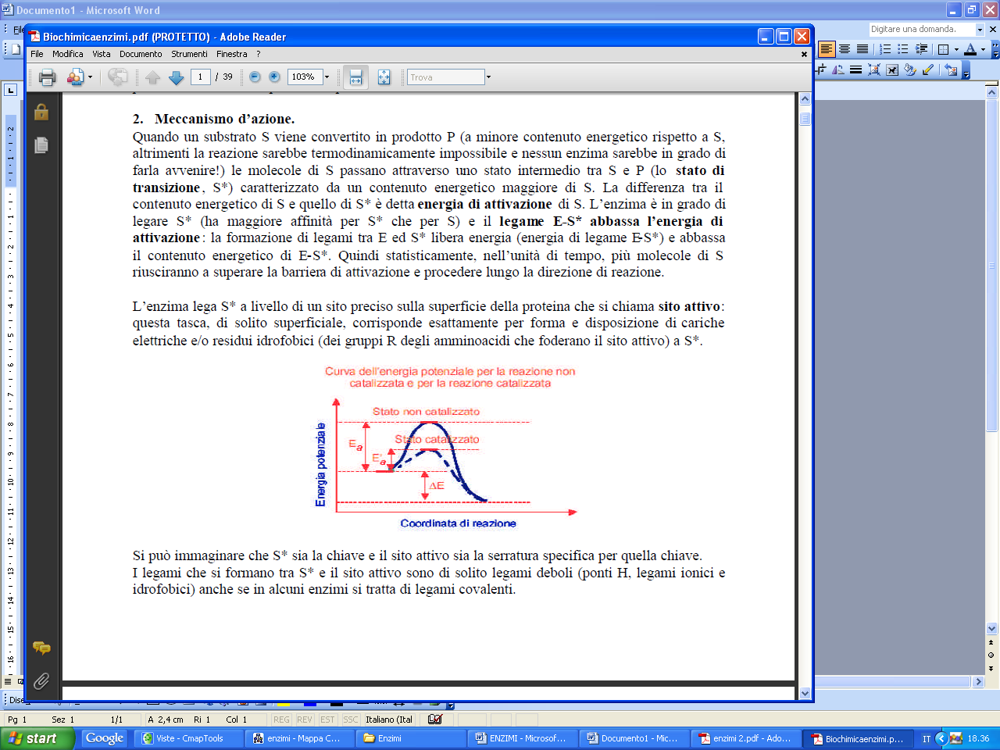 Documento1 - Microsoft Word
File
Digitare una domanda.
Biochimicaenzimi.pdf (PROTETTO) - Adobe Reader
File Modifica Vista Documento Strumenti Finestra ?
1 / 39 103% Trova
2. Meccanismo d'azione.
Quando un substrato S viene convertito in prodotto P (a minore contenuto energetico rispetto a S,
altrimenti la reazione sarebbe termodinamicamente impossibile e nessun enzima sarebbe in grado di
farla avvenire!) le molecole di S passano attraverso uno stato intermedio tra S e P (lo stato di
transizione, S*) caratterizzato da un contenuto energetico maggiore di S. La differenza tra il
contenuto energetico di S e quello di S* è detta energia di attivazione di S. L'enzima è in grado di
legare S* (ha maggiore affinità per S* che per S) e il legame E-S* abbassa l'energia di
attivazione: la formazione di legami tra E ed S* libera energia (energia di legame E-S*) e abbassa
il contenuto energetico di E-S*. Quindi statisticamente, nell'unità di tempo, più molecole di S
riusciranno a superare la barriera di attivazione e procedere lungo la direzione di reazione.
L'enzima lega S* a livello di un sito preciso sulla superficie della proteina che si chiama sito attivo:
questa tasca, di solito superficiale, corrisponde esattamente per forma e disposizione di cariche
elettriche e/o residui idrofobici (dei gruppi R degli amminoacidi che foderano il sito attivo) a S*.
Curva dell'energia potenziale per la reazione non
catalizzata e per la reazione catalizzata
Stato non catalizzato
Stato catalizzato
Ea
E'a
ΔE
Energia potenziale
Coordinata di reazione
Si può immaginare che S* sia la chiave e il sito attivo sia la serratura specifica per quella chiave.
I legami che si formano tra S* e il sito attivo sono di solito legami deboli (ponti H, legami ionici e
idrofobici) anche se in alcuni enzimi si tratta di legami covalenti.
Pg 1 Sez 1 1/1 A 2,4 cm Ri 1 Col 1 REG REV EST SSC Italiano (Ital
start Google Viste - CmapTools enzimi - Mappa C... Enzimi ENZIMI - Microsof... Documento1 - Mic... enzimi 2.pdf - Ado... Biochimicaenzimi.p... IT 18.36